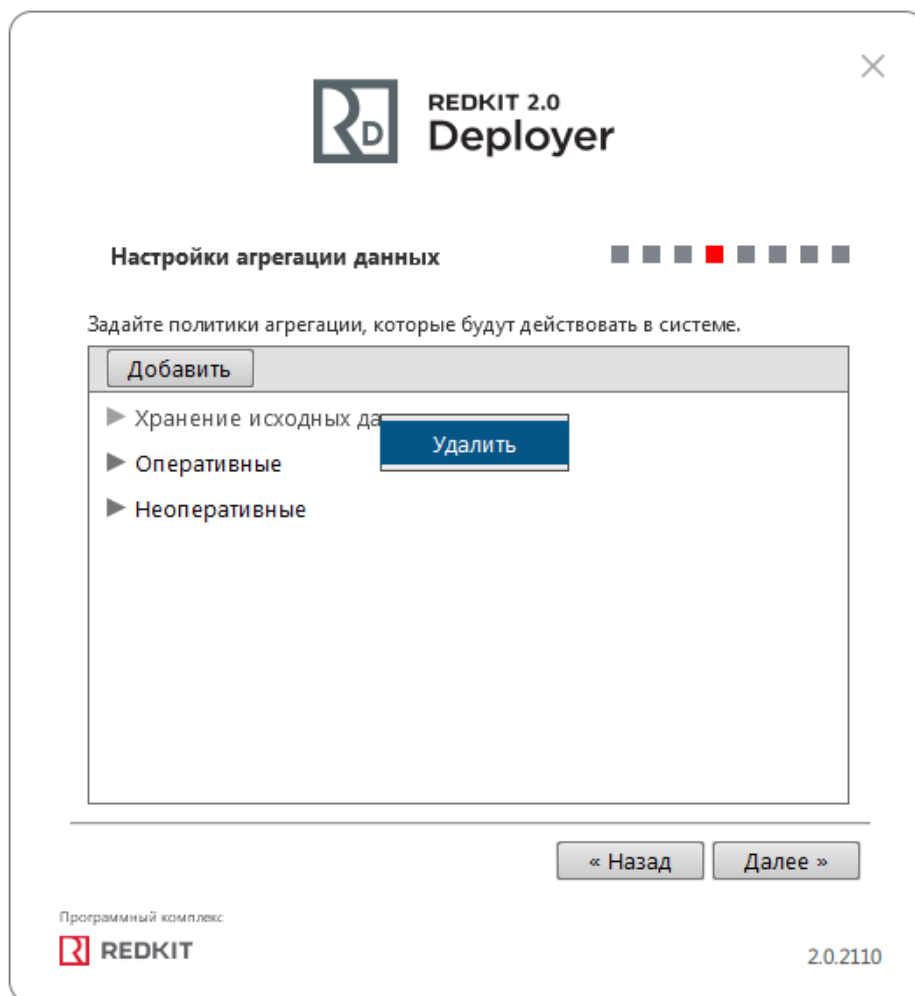 REDKIT 2.0
Deployer
Настройки агрегации данных
Задайте политики агрегации, которые будут действовать в системе.
Добавить
Хранение исходных да
Удалить
Оперативные
Неоперативные
« Назад
Далее »
Программный комплекс
REDKIT
2.0.2110